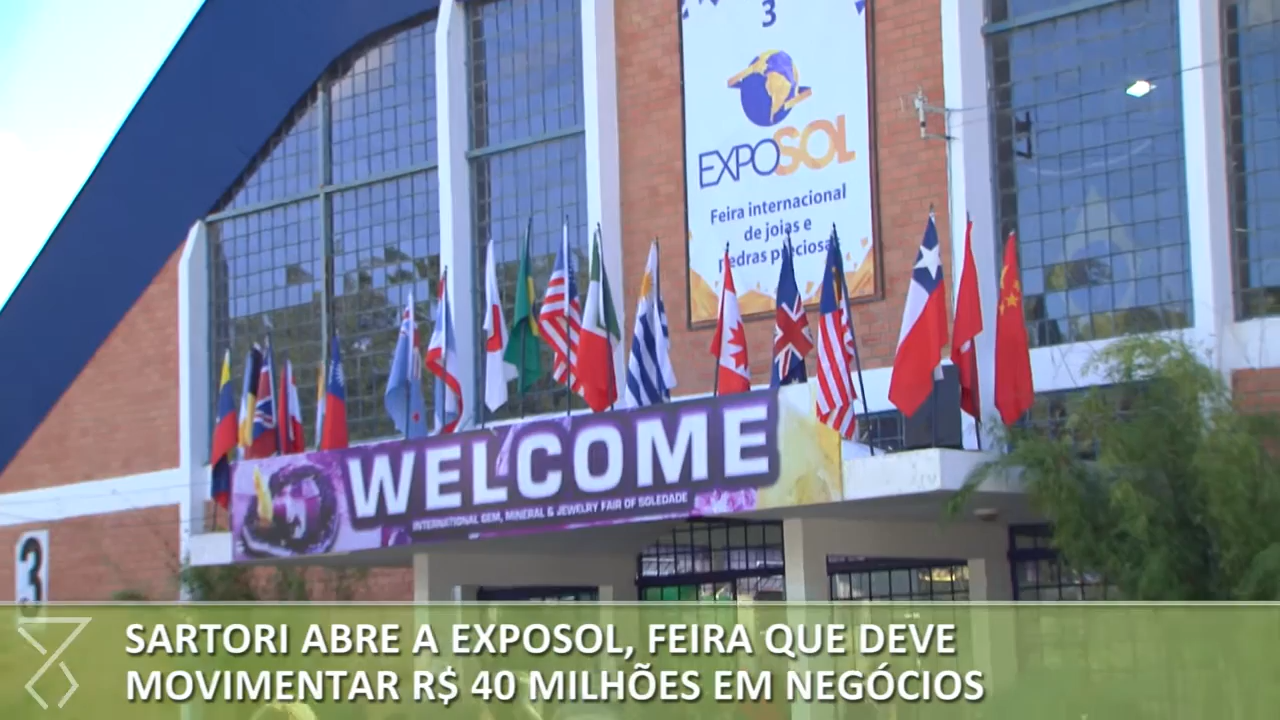 3
EXPOSOL
Feira internacional
de joias e
pedras preciosas
WELCOME
INTERNATIONAL GEM, MINERAL & JEWELRY FAIR OF SOLEDADE
3
SARTORI ABRE A EXPOSOL, FEIRA QUE DEVE
MOVIMENTAR R$ 40 MILHÕES EM NEGÓCIOS